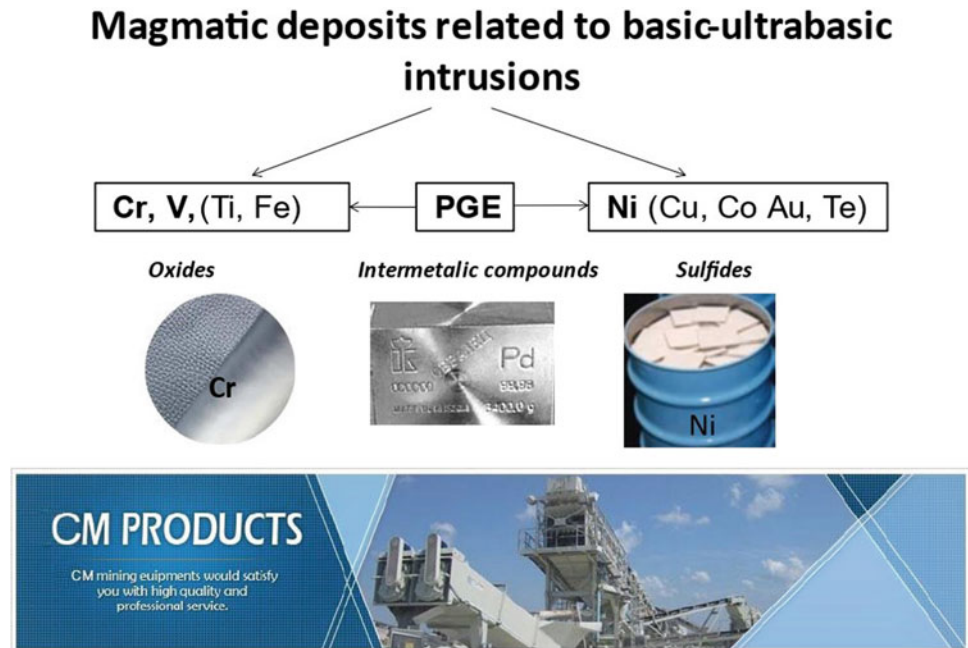 Magmatic deposits related to basic-ultrabasic
intrusions
Cr, V, (Ti, Fe)
PGE
Ni (Cu, Co Au, Te)
Oxides
Intermetalic compounds
Sulfides
Cr
Pd
Ni
CM PRODUCTS
CM mining euipments would satisfy
you with high quality and
professional service.